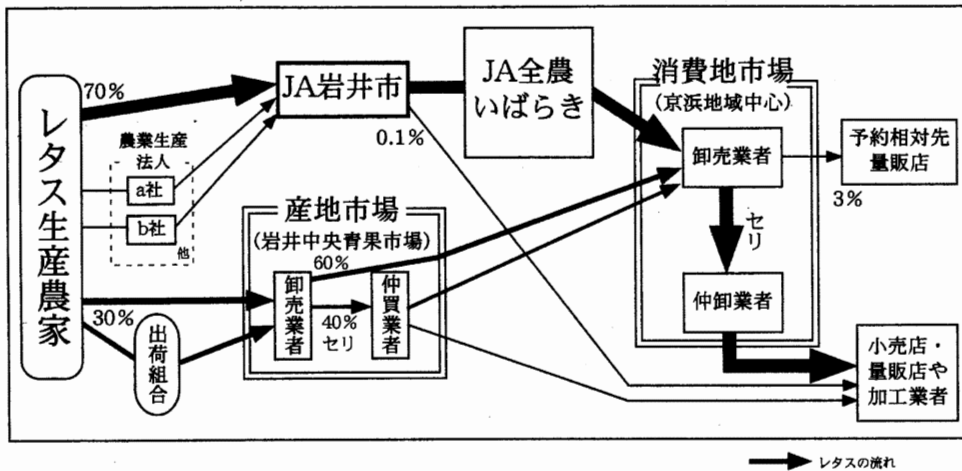 レタス生産農家
70%
農業生産
法人
a社
b社
他
30%
出荷組合
JA岩井市
0.1%
JA全農
いばらき
産地市場
(岩井中央青果市場)
60%
卸売業者
40%
セリ
仲買業者
消費地市場
(京浜地域中心)
卸売業者
セリ
仲卸業者
予約相対先
量販店
3%
小売店・
量販店や
加工業者
レタスの流れ